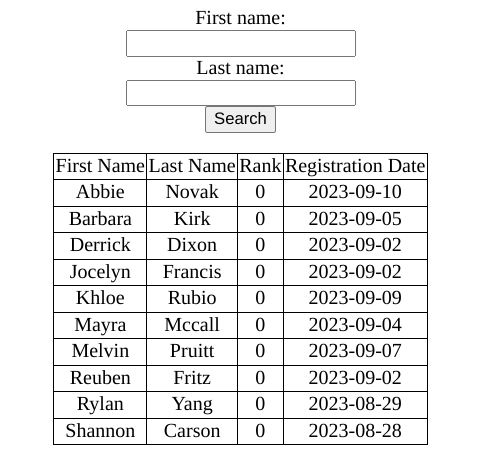 First name:
Last name:
Search
First Name Last Name Rank Registration Date
Abbie Novak 0 2023-09-10
Barbara Kirk 0 2023-09-05
Derrick Dixon 0 2023-09-02
Jocelyn Francis 0 2023-09-02
Khloe Rubio 0 2023-09-09
Mayra Mccall 0 2023-09-04
Melvin Pruitt 0 2023-09-07
Reuben Fritz 0 2023-09-02
Rylan Yang 0 2023-08-29
Shannon Carson 0 2023-08-28